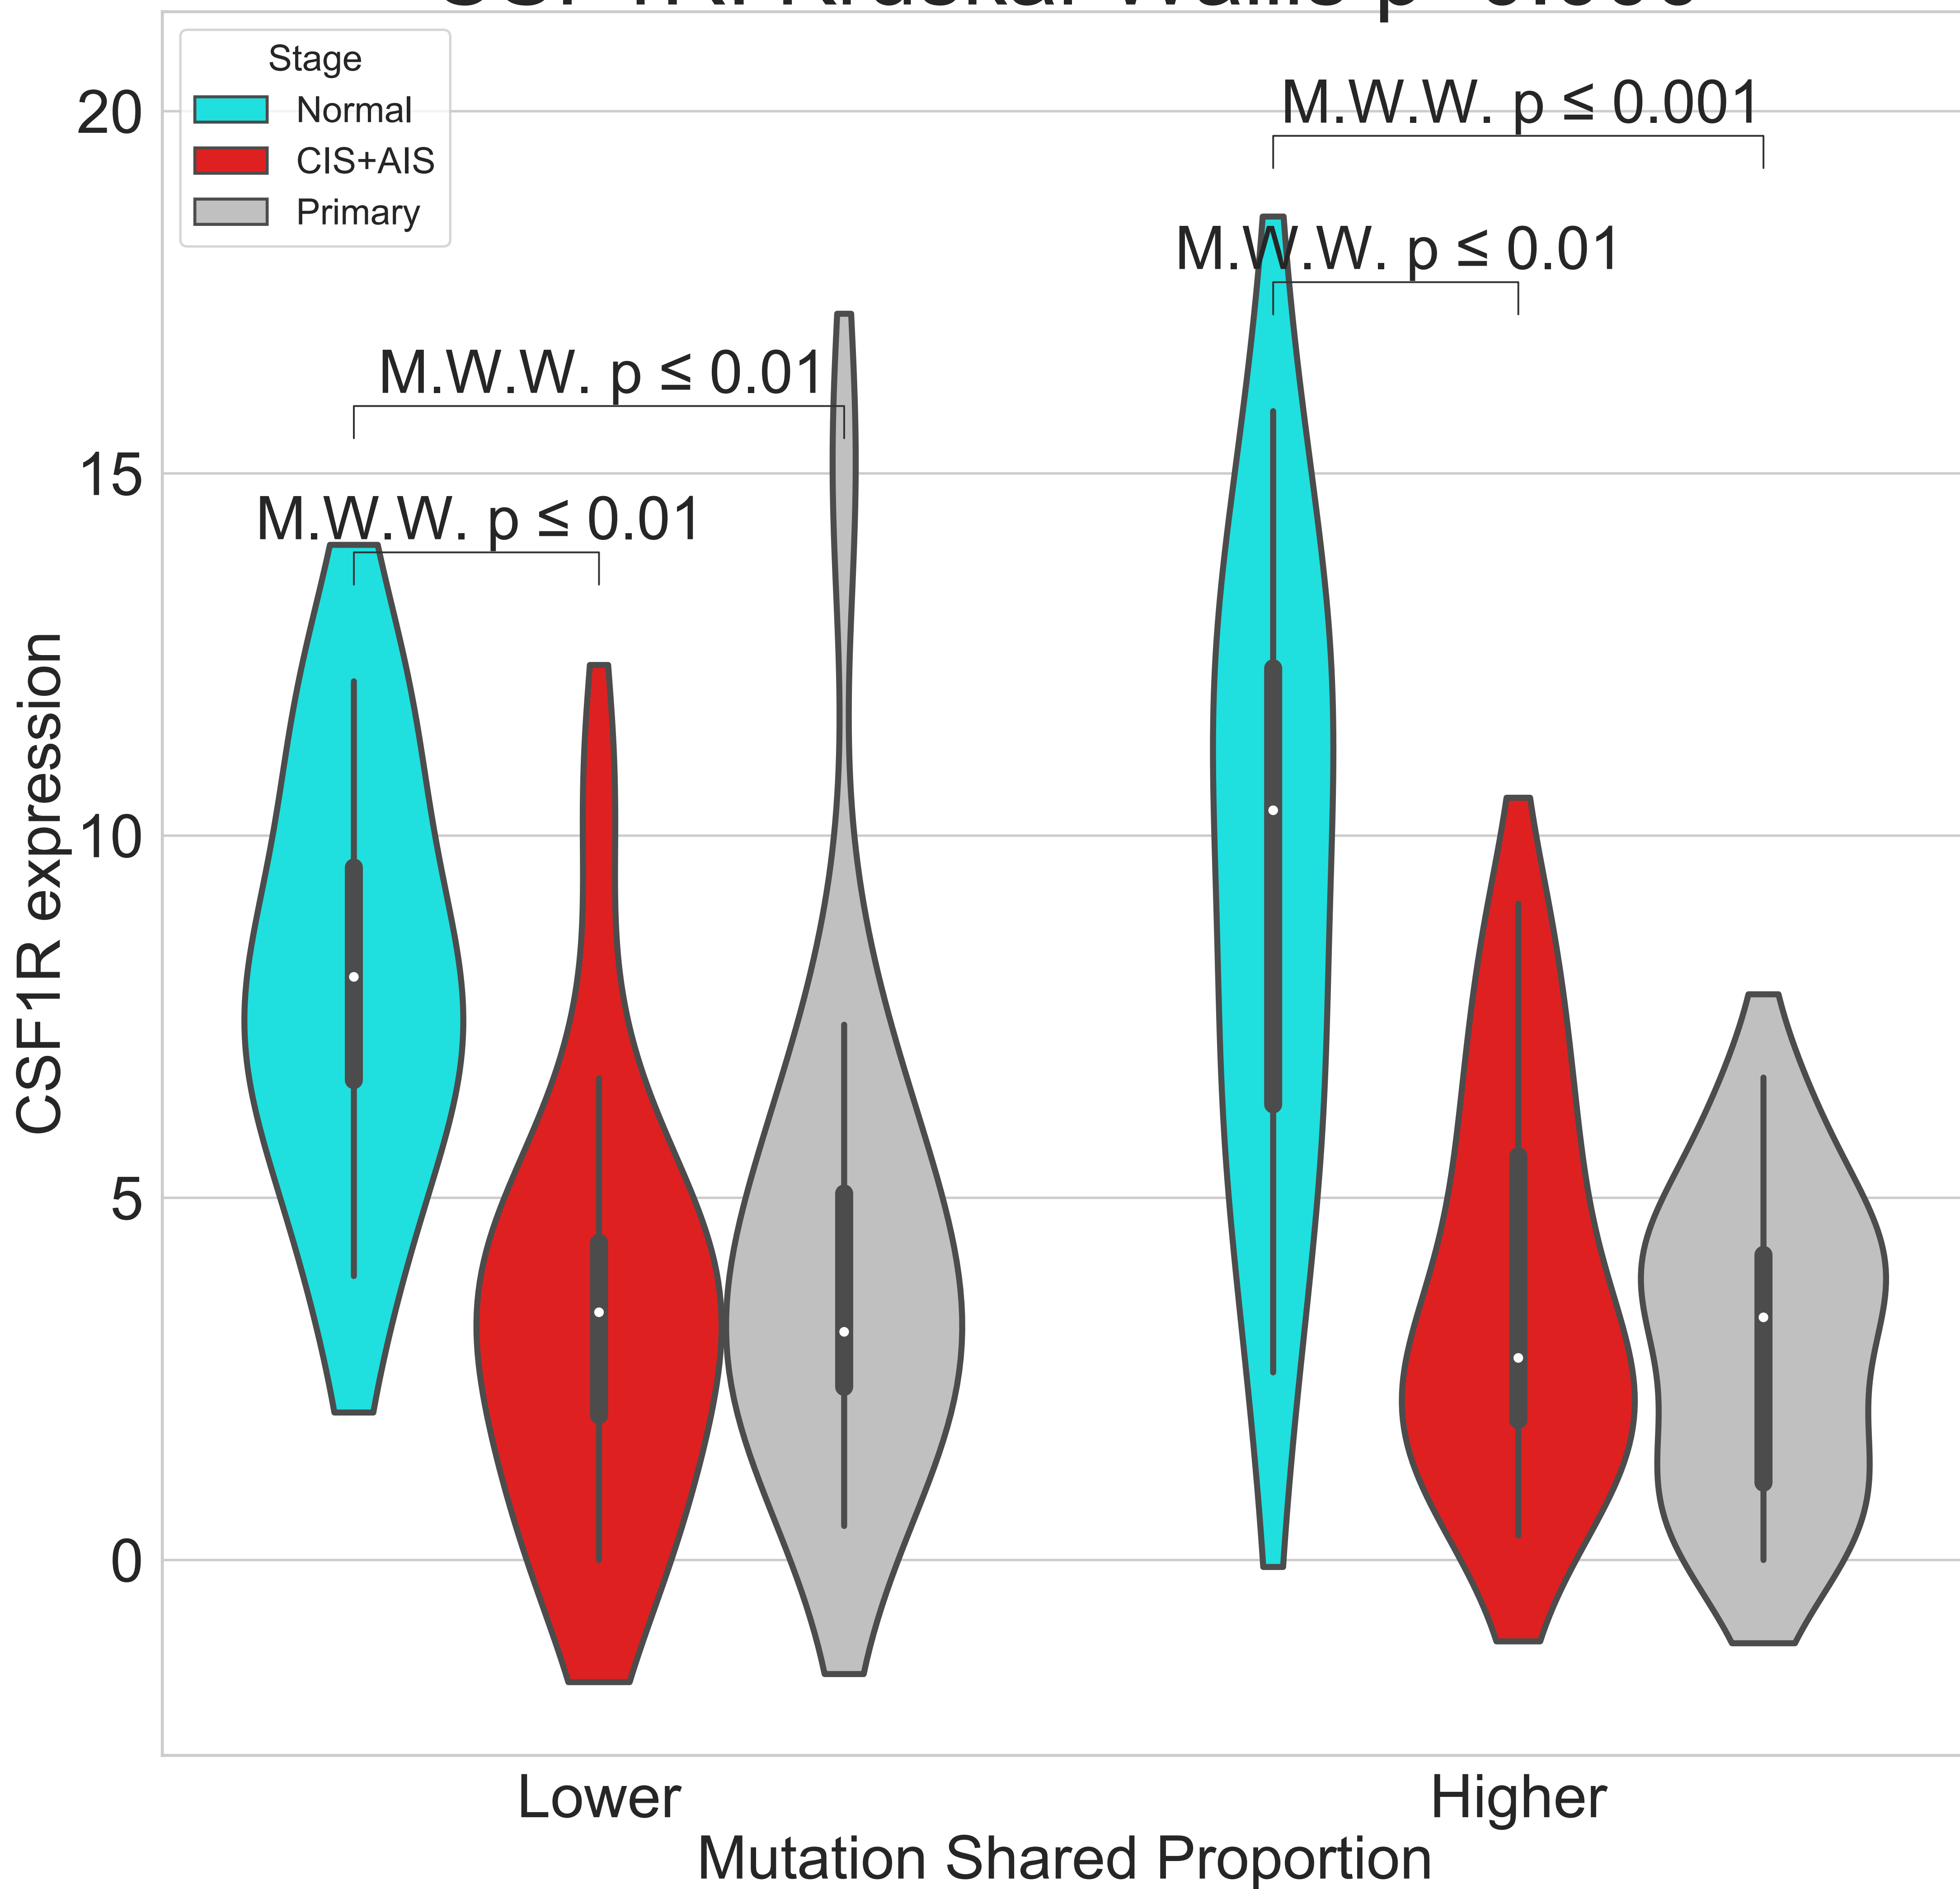 Stage
Normal
CIS+AIS
Primary
20
15
10
5
0
CSF1R expression
M.W.W. p ≤ 0.001
M.W.W. p ≤ 0.01
M.W.W. p ≤ 0.01
M.W.W. p ≤ 0.01
Lower
Higher
Mutation Shared Proportion